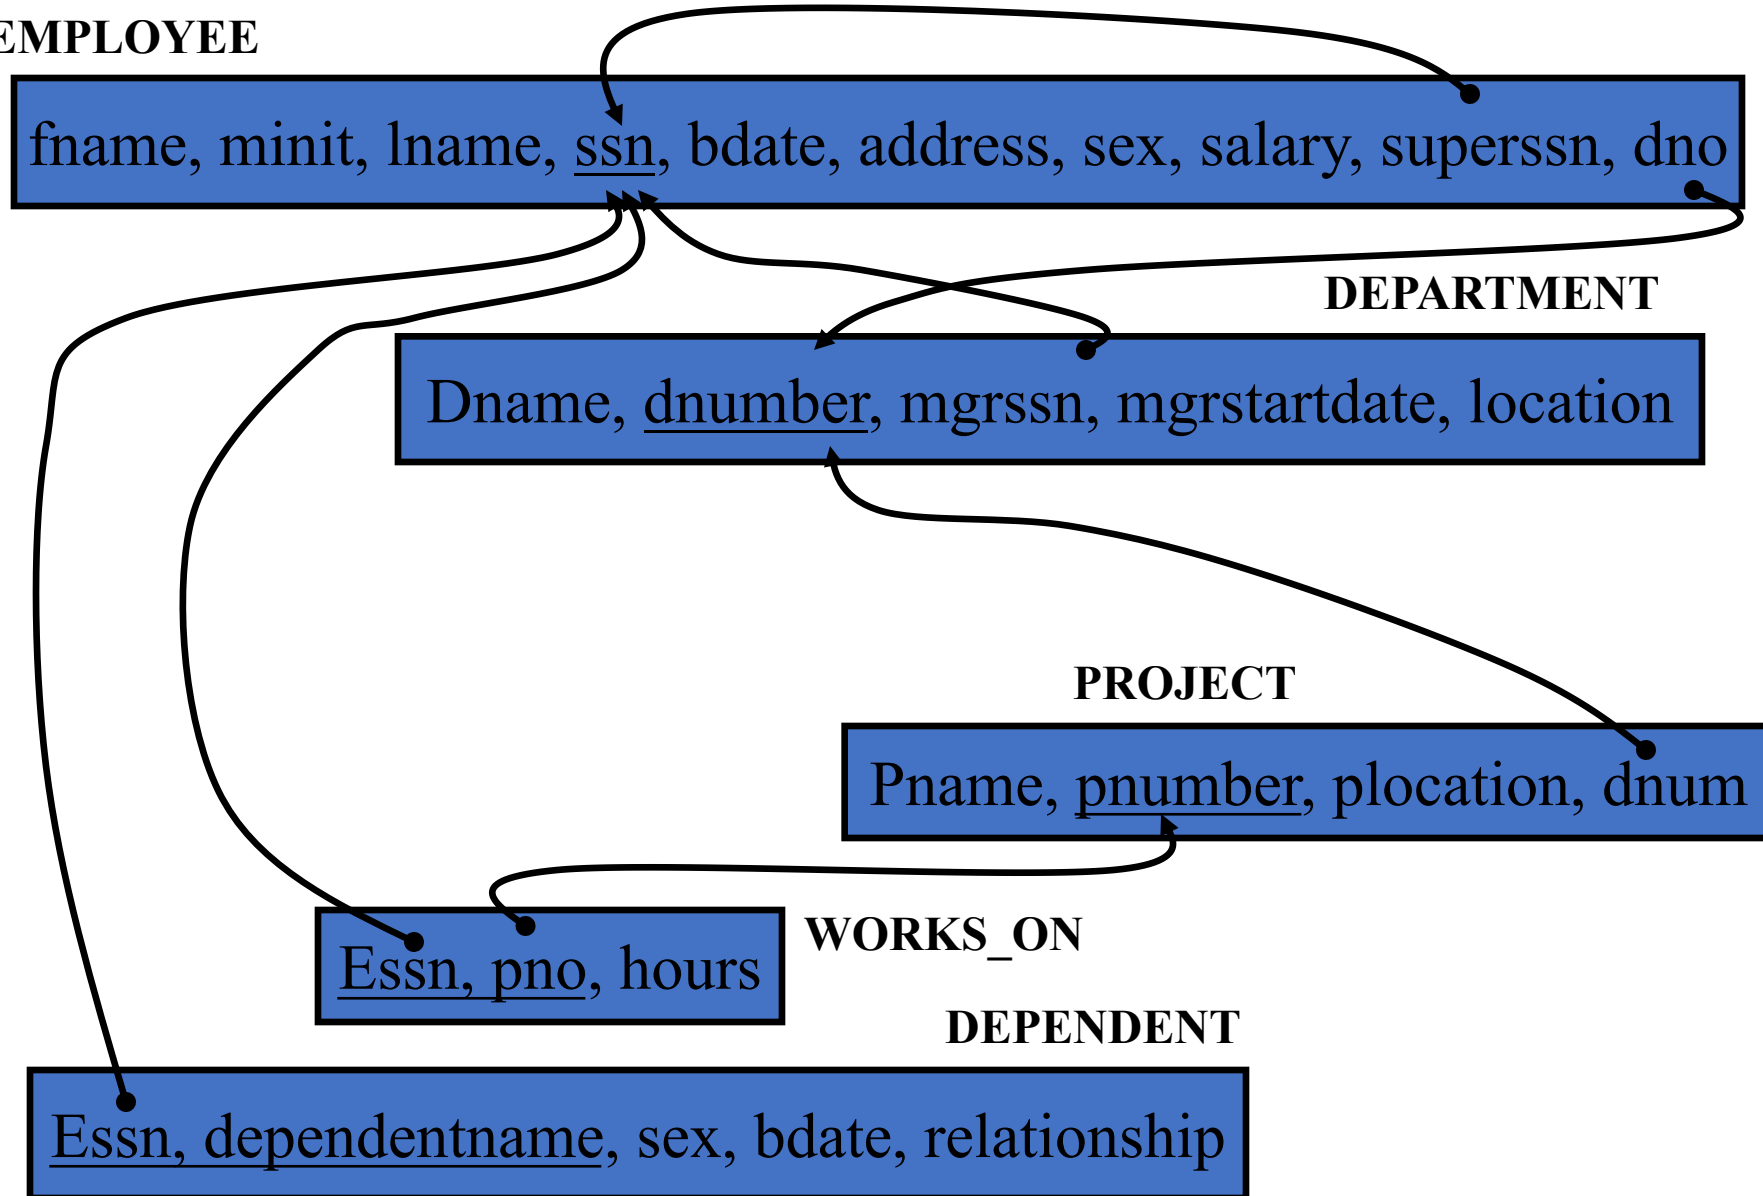 EMPLOYEE
fname, minit, lname, ssn, bdate, address, sex, salary, superssn, dno
DEPARTMENT
Dname, dnumber, mgrssn, mgrstartdate, location
PROJECT
Pname, pnumber, plocation, dnum
WORKS_ON
Essn, pno, hours
DEPENDENT
Essn, dependentname, sex, bdate, relationship